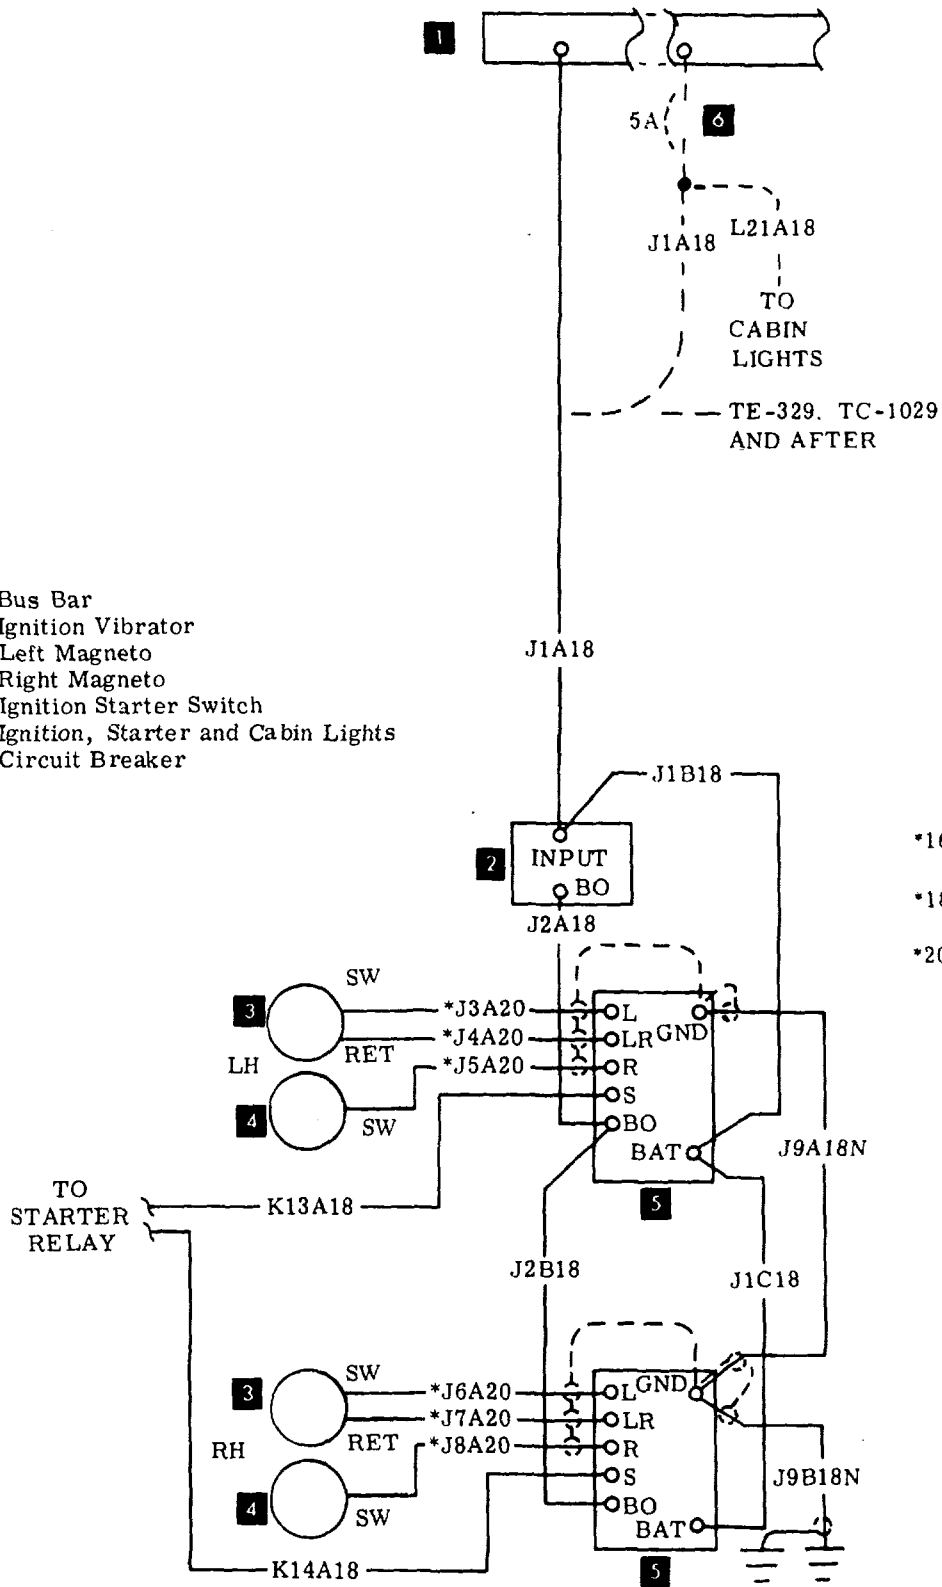 1
5A
6
J1A18
L21A18
TO
CABIN
LIGHTS
TE-329. TC-1029
AND AFTER
Bus Bar
Ignition Vibrator
Left Magneto
Right Magneto
Ignition Starter Switch
Ignition, Starter and Cabin Lights
Circuit Breaker
J1A18
J1B18
2
INPUT
BO
J2A18
*16
*18
*20
3
SW
*J3A20
L
GND
*J4A20
LR
RET
LH
*J5A20
R
4
SW
S
BO
BAT
J9A18N
5
TO
STARTER
RELAY
K13A18
J2B18
J1C18
3
SW
*J6A20
L
GND
*J7A20
LR
RET
RH
*J8A20
R
4
SW
S
BO
BAT
J9B18N
K14A18
5